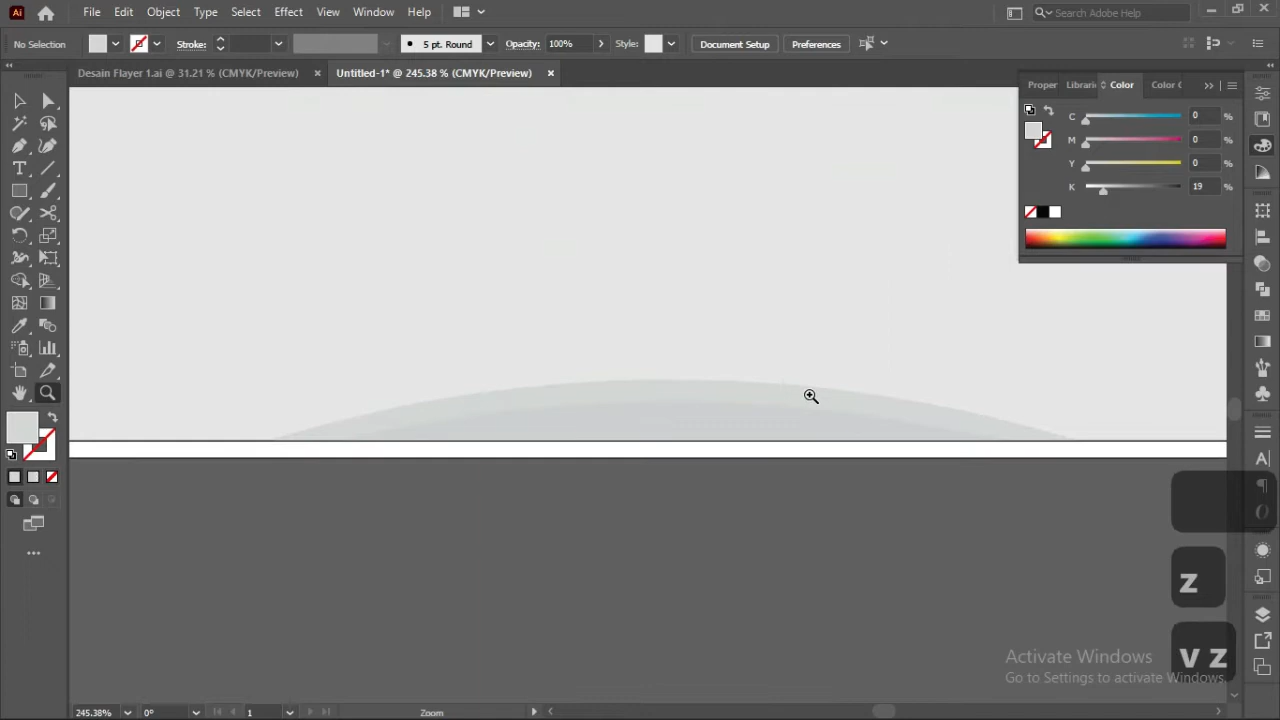 Ai File Edit Object Type Select Effect View Window Help Search Adobe Help
No Selection Stroke: 5 pt. Round Opacity: 100% Style: Document Setup Preferences
Desain Flayer 1.ai @ 31.21 % (CMYK/Preview) × Untitled-1* @ 245.38 % (CMYK/Preview) ×
Proper Librari Color Color G
C 0 %
M 0 %
Y 0 %
K 19 %
z
v z
Activate Windows
Go to Settings to activate Windows.
245.38% 0° 1 Zoom